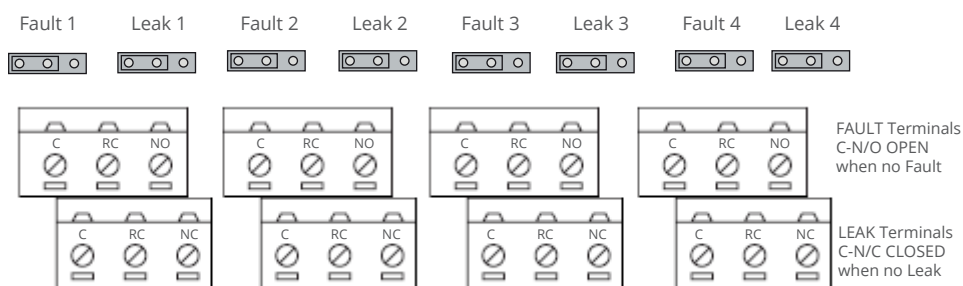 Fault 1 Leak 1 Fault 2 Leak 2 Fault 3 Leak 3 Fault 4 Leak 4
C RC NO C RC NO C RC NO C RC NO
FAULT Terminals
C-N/O OPEN
when no Fault
C RC NC C RC NC C RC NC C RC NC
LEAK Terminals
C-N/C CLOSED
when no Leak